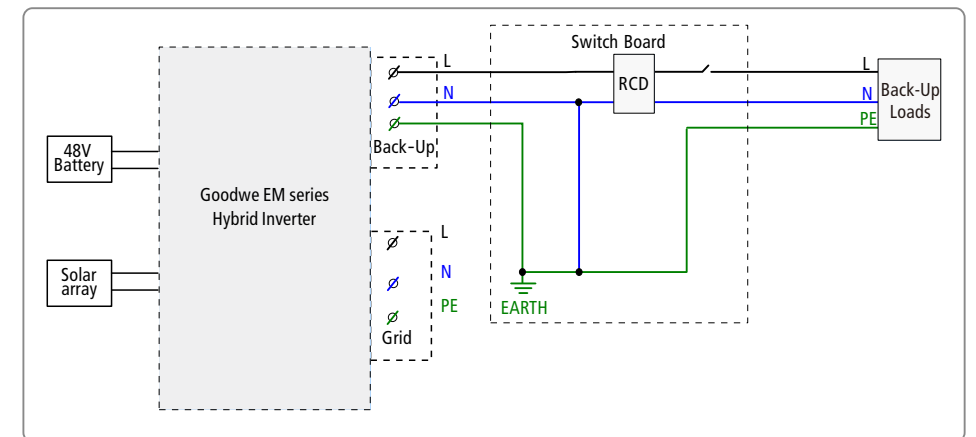 Switch Board
L
L
RCD
N
N
Back-Up
Loads
PE
Back-Up
48V
Battery
Goodwe EM series
Hybrid Inverter
L
N
Solar
array
PE
EARTH
Grid